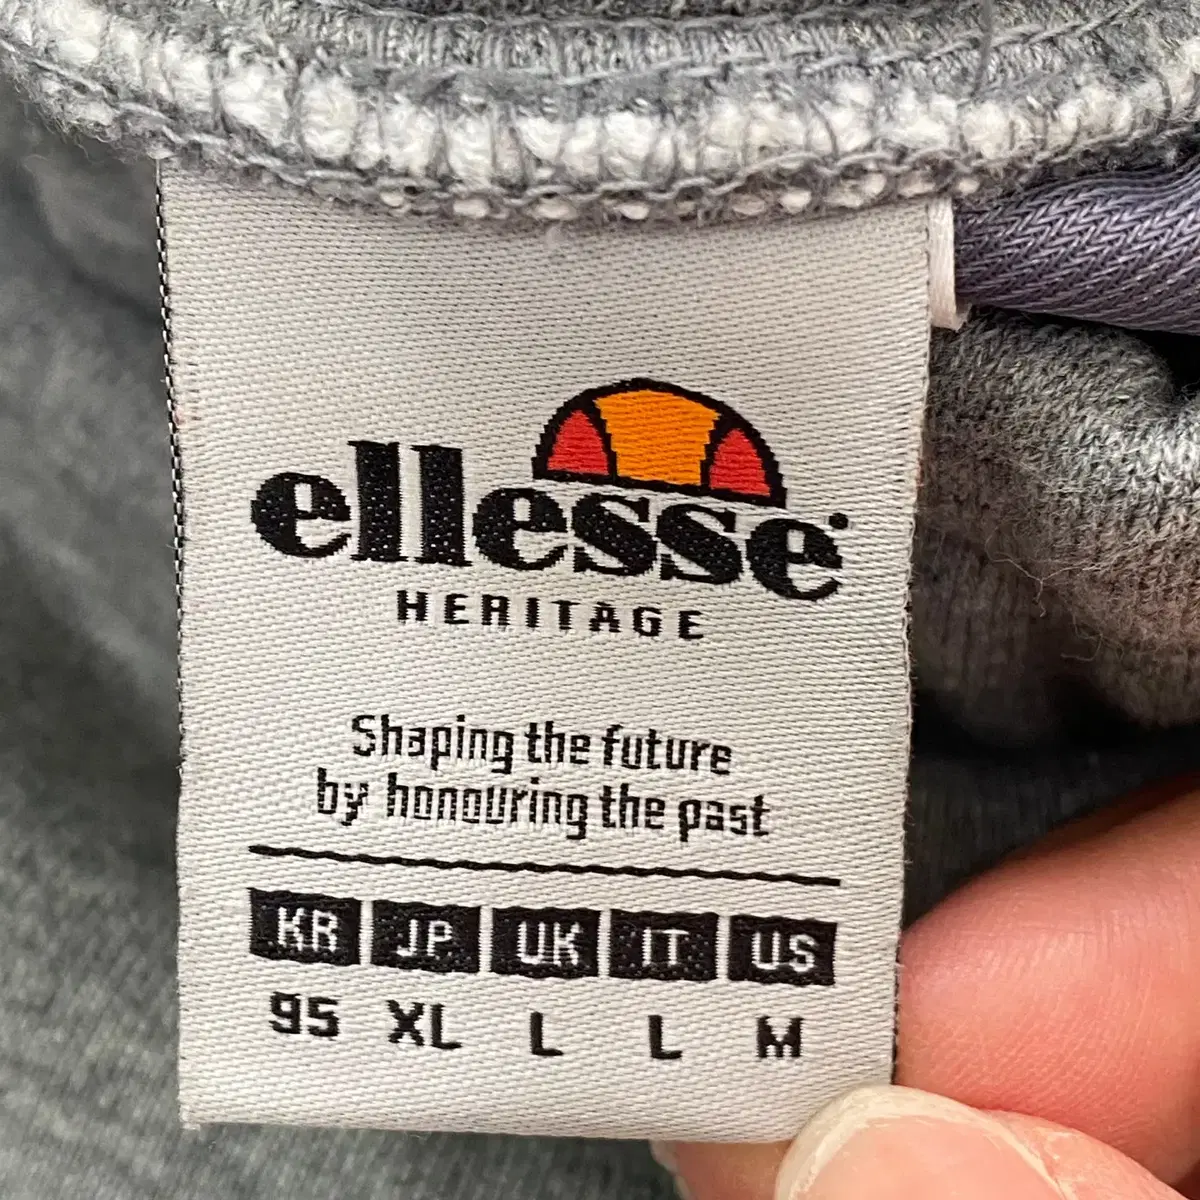 ellesse
HERITAGE
Shaping the future
by honouring the past
KR JP UK IT US
95 XL L L M